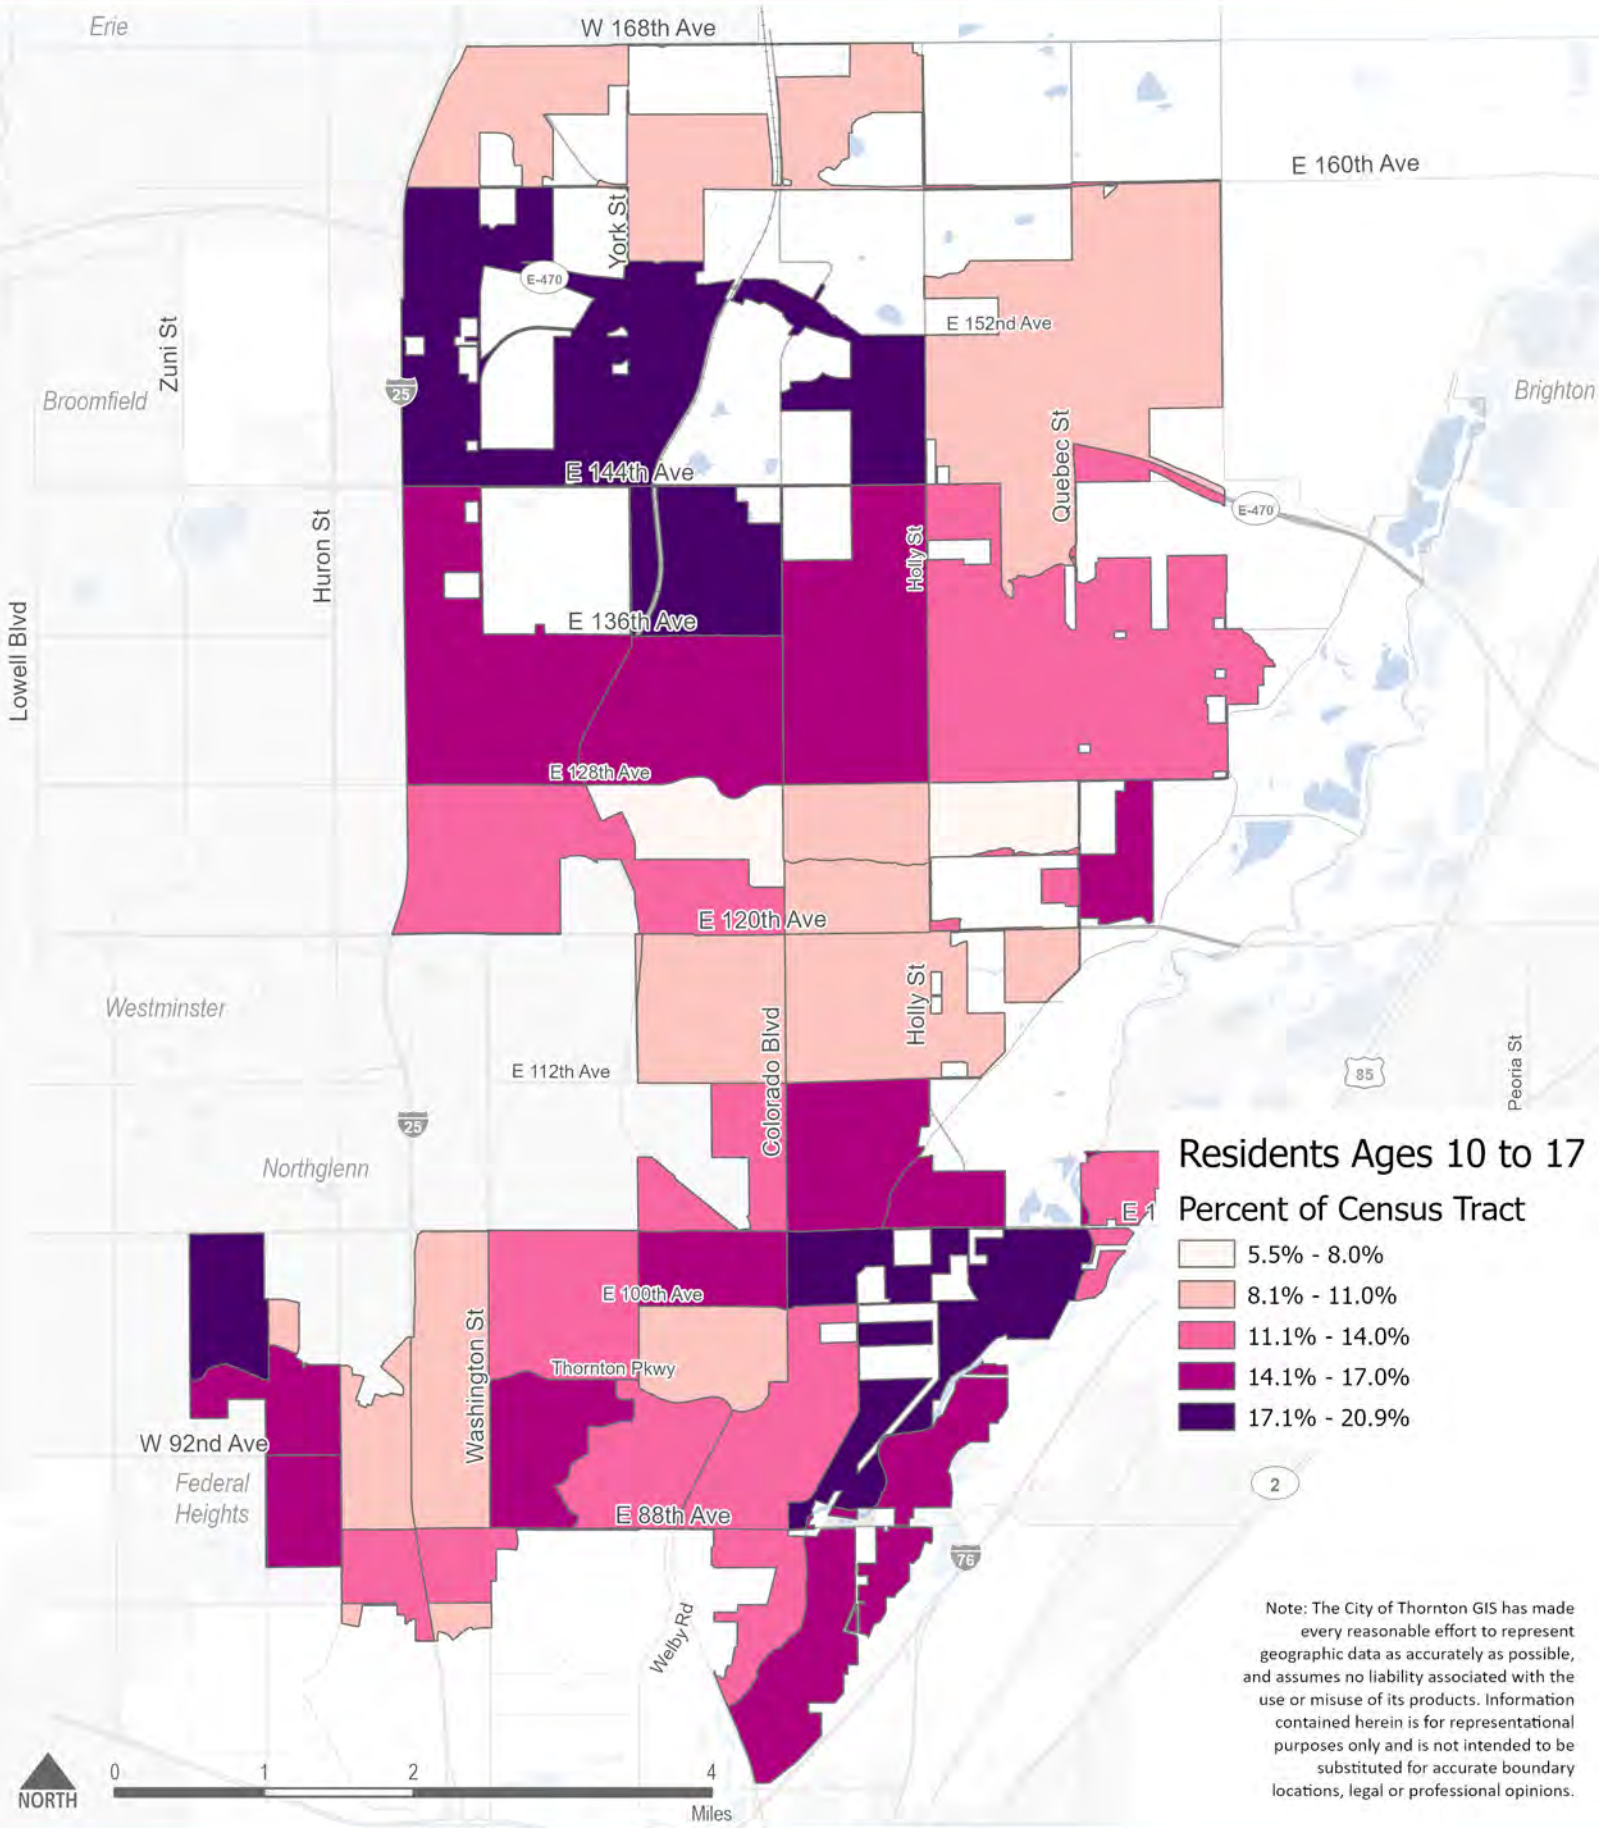 Erie
W 168th Ave
E 160th Ave
York St
E-470
E 152nd Ave
Zuni St
25
Broomfield
Brighton
Quebec St
E 144th Ave
E-470
Huron St
Holly St
E 136th Ave
Lowell Blvd
E 128th Ave
E 120th Ave
Holly St
Westminster
Colorado Blvd
E 112th Ave
85
Peoria St
25
Northglenn
E 1
Residents Ages 10 to 17
Percent of Census Tract
5.5% - 8.0%
8.1% - 11.0%
11.1% - 14.0%
14.1% - 17.0%
17.1% - 20.9%
E 100th Ave
Washington St
Thornton Pkwy
W 92nd Ave
Federal
Heights
2
E 88th Ave
76
Welby Rd
Note: The City of Thornton GIS has made
every reasonable effort to represent
geographic data as accurately as possible,
and assumes no liability associated with the
use or misuse of its products. Information
contained herein is for representational
purposes only and is not intended to be
substituted for accurate boundary
locations, legal or professional opinions.
NORTH
0 1 2 4
Miles